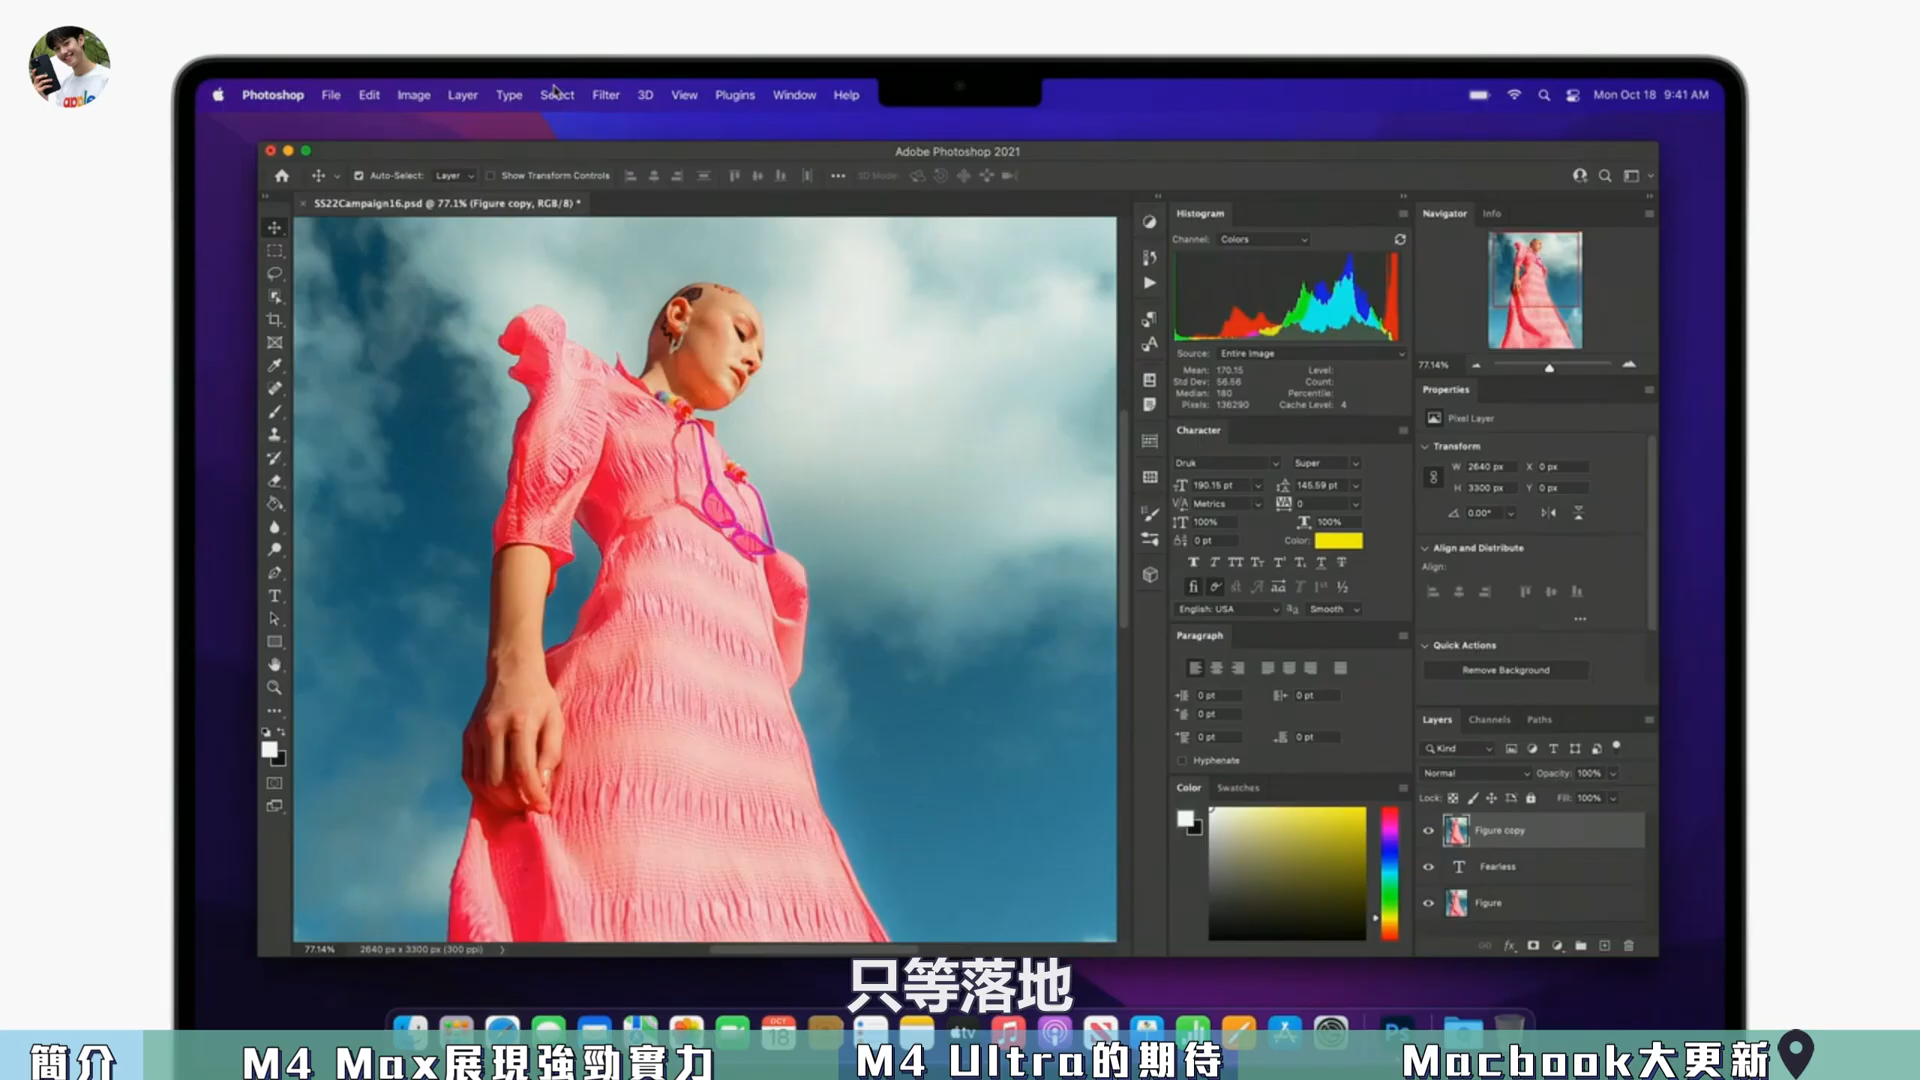 Photoshop File Edit Image Layer Type Select Filter 3D View Plugins Window Help
Mon Oct 18 9:41 AM
Adobe Photoshop 2021
Auto-Select: Layer Show Transform Controls
3D Mode:
SS22Campaign16.psd @ 77.1% (Figure copy, RGB/8) *
Histogram
Channel: Colors
Source: Entire Image
Mean: 170.15 Level:
Std Dev: 56.56 Count:
Median: 180 Percentile:
Pixels: 136290 Cache Level: 4
Character
Druk Super
190.15 pt 145.59 pt
Metrics 0
100% 100%
0 pt Color:
English: USA Smooth
Paragraph
0 pt 0 pt
0 pt
0 pt 0 pt
Hyphenate
Color Swatches
Navigator Info
77.14%
Properties
Pixel Layer
Transform
W 2640 px X 0 px
H 3300 px Y 0 px
0.00°
Align and Distribute
Align:
Quick Actions
Remove Background
Layers Channels Paths
Kind
Normal Opacity: 100%
Lock: Fill: 100%
Figure copy
Fearless
Figure
77.14% 2640 px x 3300 px (300 ppi)
只等落地
OCT
18
tv
Ps
簡介
M4 Max展現強勁實力
M4 Ultra的期待
Macbook大更新